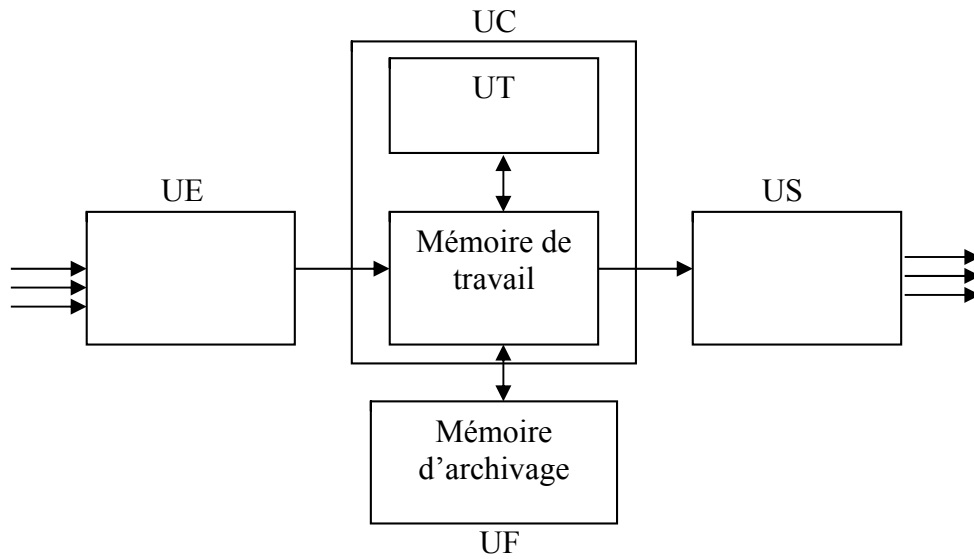 UC
UT
UE
US
Mémoire de
travail
Mémoire
d’archivage
UF